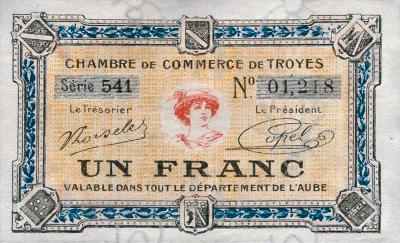 CHAMBRE DE COMMERCE DE TROYES
Série 541 Nº 01,218
Le Trésorier Le Président
UN FRANC
VALABLE DANS TOUT LE DÉPARTEMENT DE L'AUBE